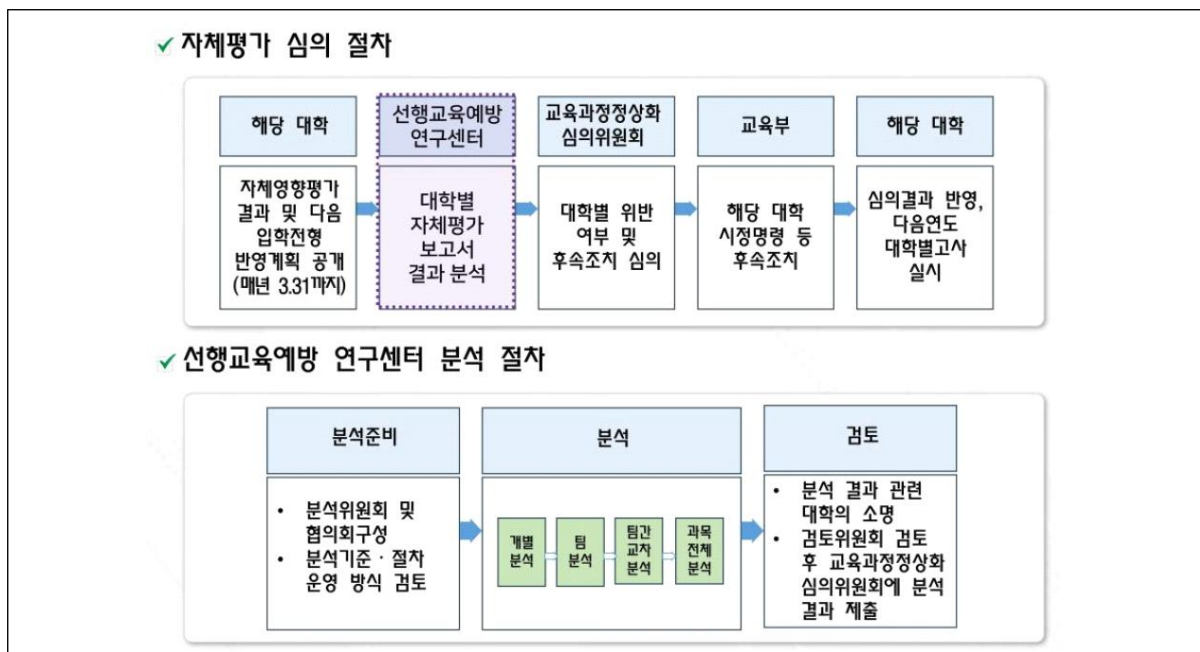 자체평가 심의 절차
해당 대학
자체영향평가
결과 및 다음
입학전형
반영계획 공개
(매년 3.31까지)
선행교육예방
연구센터
대학별
자체평가
보고서
결과 분석
교육과정정상화
심의위원회
대학별 위반
여부 및
후속조치 심의
교육부
해당 대학
시정명령 등
후속조치
해당 대학
심의결과 반영,
다음연도
대학별고사
실시
선행교육예방 연구센터 분석 절차
분석준비
• 분석위원회 및
협의회구성
• 분석기준·절차
운영 방식 검토
분석
개별
분석
팀
분석
팀간
교차
분석
과목
전체
분석
검토
• 분석 결과 관련
대학의 소명
• 검토위원회 검토
후 교육과정정상화
심의위원회에 분석
결과 제출